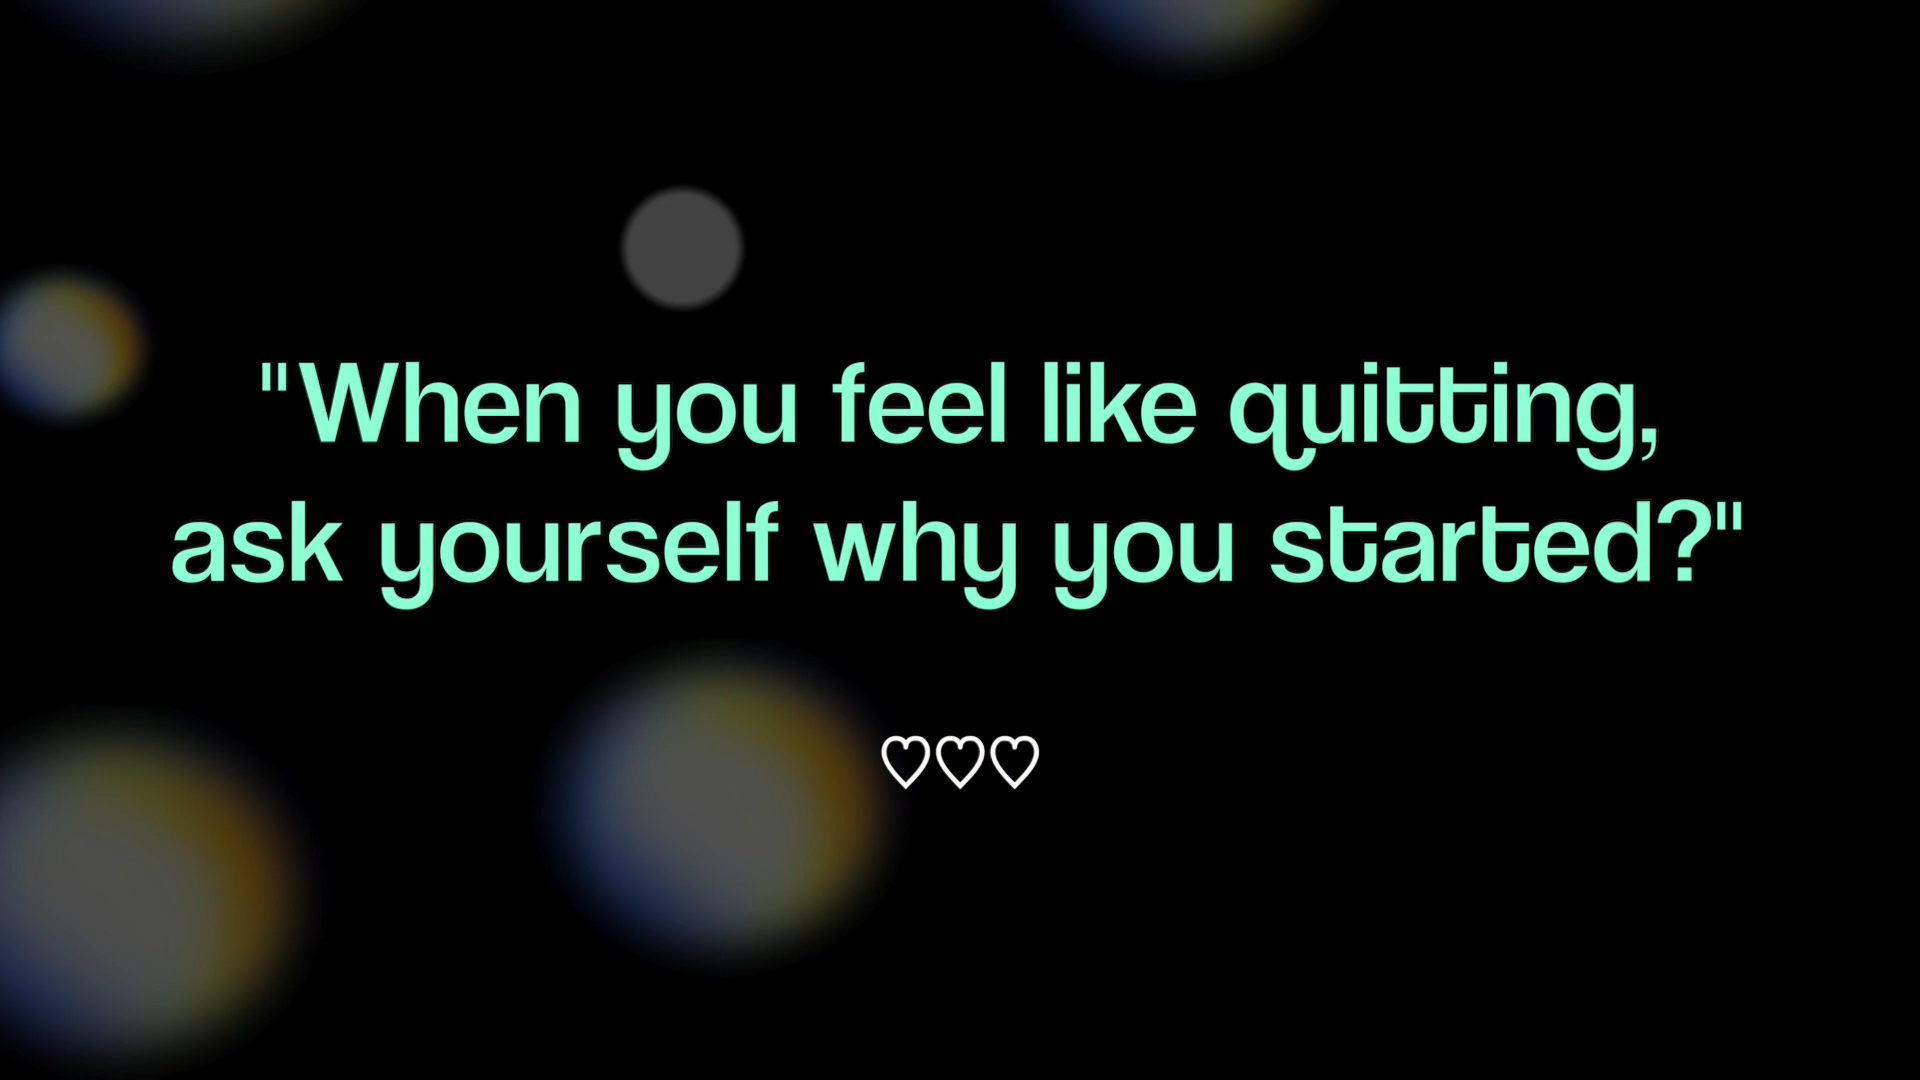 "When you feel like quitting,
ask yourself why you started?"
♡♡♡